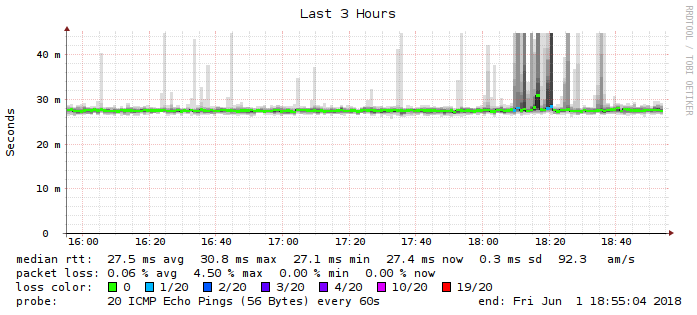 Last 3 Hours
RRDTOOL / TOBI OETIKER
Seconds
40 m
30 m
20 m
10 m
0
16:00 16:20 16:40 17:00 17:20 17:40 18:00 18:20 18:40
median rtt: 27.5 ms avg 30.8 ms max 27.1 ms min 27.4 ms now 0.3 ms sd 92.3 am/s
packet loss: 0.06 % avg 4.50 % max 0.00 % min 0.00 % now
loss color: 0 1/20 2/20 3/20 4/20 10/20 19/20
probe: 20 ICMP Echo Pings (56 Bytes) every 60s end: Fri Jun 1 18:55:04 2018